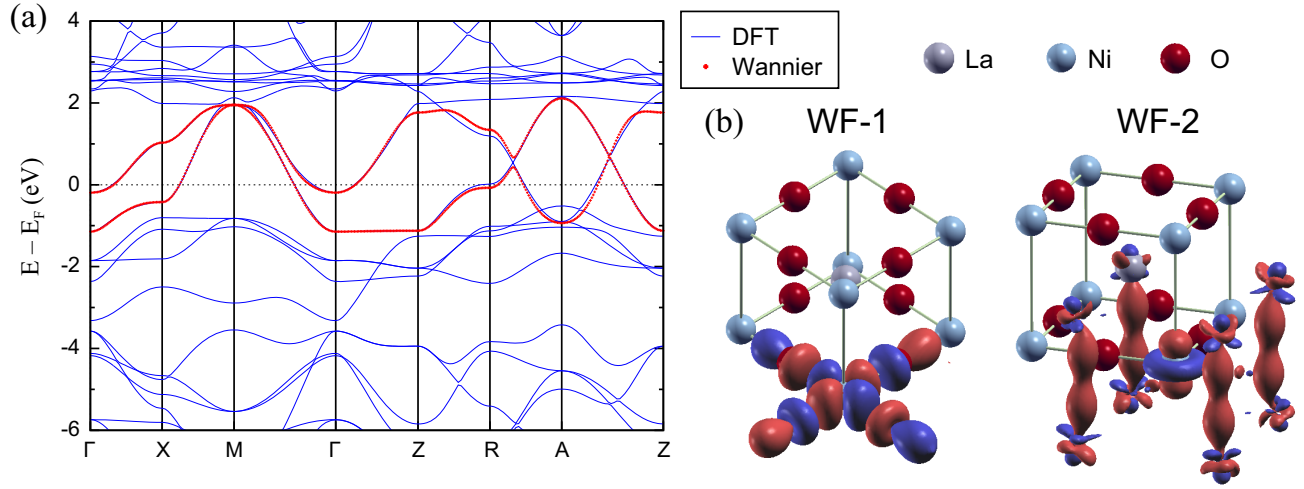 (a)
4
2
0
-2
-4
-6
E – E_F (eV)
Γ X M Γ Z R A Z
DFT
Wannier
La Ni O
(b)
WF-1 WF-2